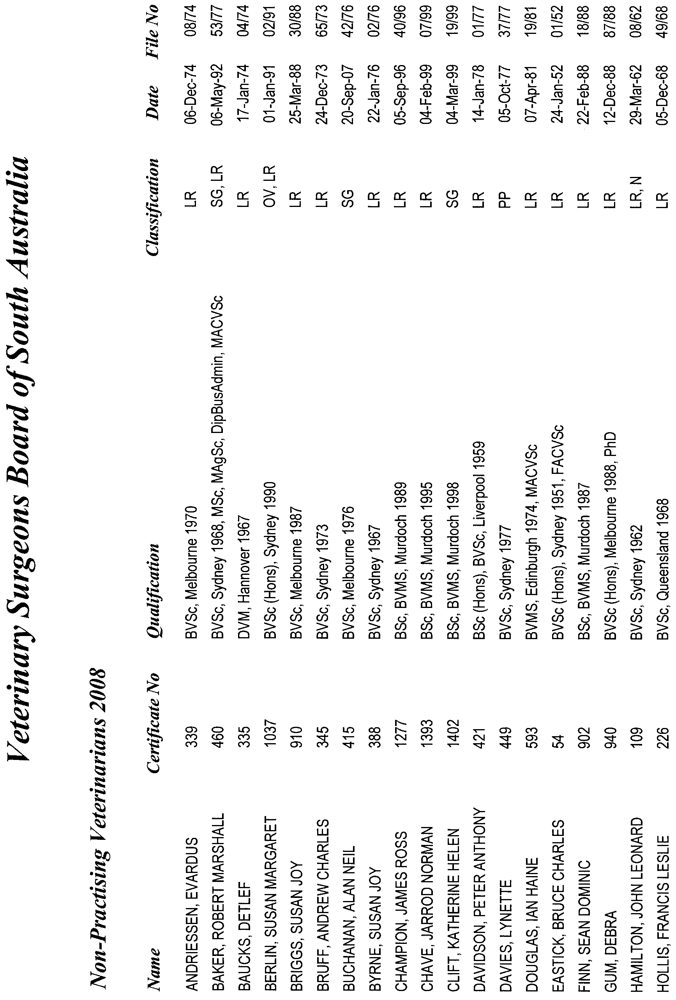 Veterinary Surgeons Board of South Australia
Non-Practising Veterinarians 2008
Name Certificate No Qualification Classification Date File No
ANDRIESSEN, EVARDUS 339 BVSc, Melbourne 1970 LR 06-Dec-74 08/74
BAKER, ROBERT MARSHALL 460 BVSc, Sydney 1968, MSc, MAgSc, DipBusAdmin, MACVSc SG, LR 06-May-92 53/77
BAUCKS, DETLEF 335 DVM, Hannover 1967 LR 17-Jan-74 04/74
BERLIN, SUSAN MARGARET 1037 BVSc (Hons), Sydney 1990 OV, LR 01-Jan-91 02/91
BRIGGS, SUSAN JOY 910 BVSc, Melbourne 1987 LR 25-Mar-88 30/88
BRUFF, ANDREW CHARLES 345 BVSc, Sydney 1973 LR 24-Dec-73 65/73
BUCHANAN, ALAN NEIL 415 BVSc, Melbourne 1976 SG 20-Sep-07 42/76
BYRNE, SUSAN JOY 388 BVSc, Sydney 1967 LR 22-Jan-76 02/76
CHAMPION, JAMES ROSS 1277 BSc, BVMS, Murdoch 1989 LR 05-Sep-96 40/96
CHAVE, JARROD NORMAN 1393 BSc, BVMS, Murdoch 1995 LR 04-Feb-99 07/99
CLIFT, KATHERINE HELEN 1402 BSc, BVMS, Murdoch 1998 SG 04-Mar-99 19/99
DAVIDSON, PETER ANTHONY 421 BSc (Hons), BVSc, Liverpool 1959 LR 14-Jan-78 01/77
DAVIES, LYNETTE 449 BVSc, Sydney 1977 PP 05-Oct-77 37/77
DOUGLAS, IAN HAINE 593 BVMS, Edinburgh 1974, MACVSc LR 07-Apr-81 19/81
EASTICK, BRUCE CHARLES 54 BVSc (Hons), Sydney 1951, FACVSc LR 24-Jan-52 01/52
FINN, SEAN DOMINIC 902 BSc, BVMS, Murdoch 1987 LR 22-Feb-88 18/88
GUM, DEBRA 940 BVSc (Hons), Melbourne 1988, PhD LR 12-Dec-88 87/88
HAMILTON, JOHN LEONARD 109 BVSc, Sydney 1962 LR, N 29-Mar-62 08/62
HOLLIS, FRANCIS LESLIE 226 BVSc, Queensland 1968 LR 05-Dec-68 49/68